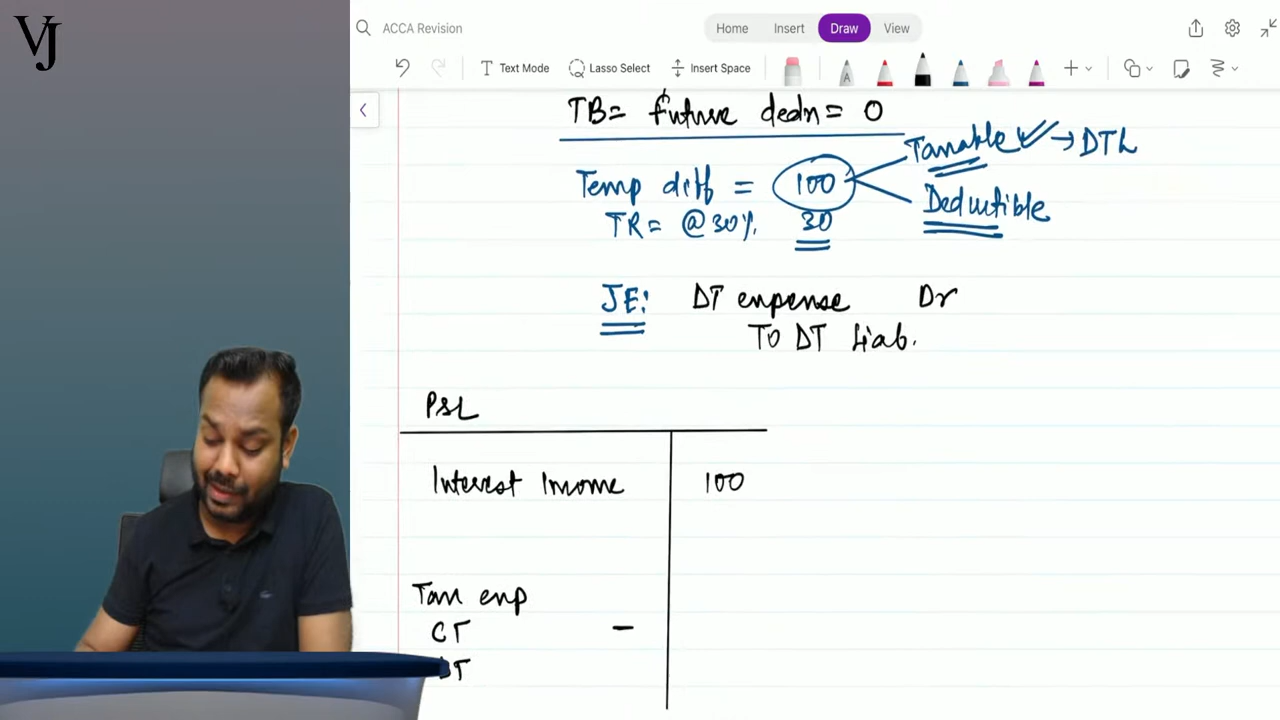 VJ
ACCA Revision
Home Insert Draw View
Text Mode Lasso Select Insert Space
A
TB= future dedn = 0
Taxable → DTL
Temp diff = 100
Deductible
TR= @30%. 30
JE: DT expense Dr
To DT Liab.
P&L
Interest Income 100
Tax exp
CT –
DT